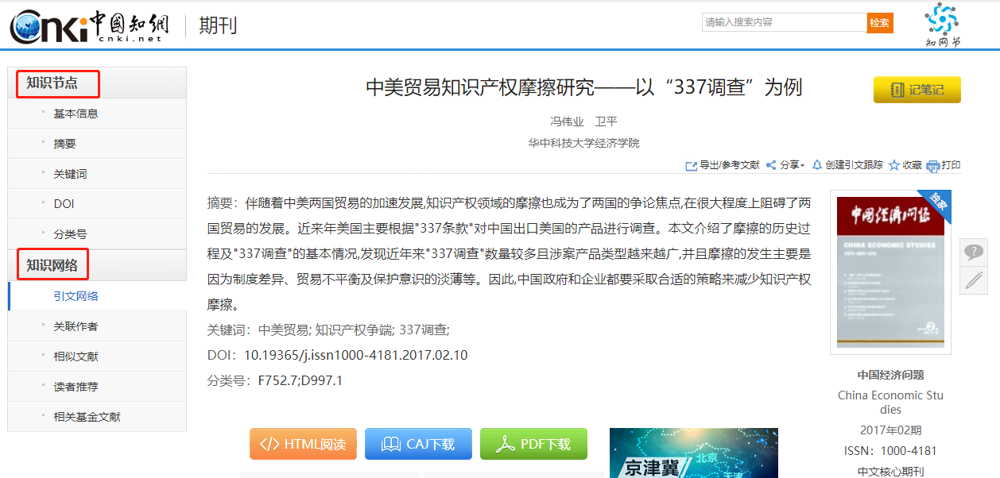 Cnki 中国知網
cnki.net
期刊
请输入搜索内容
检索
知网节
知识节点
基本信息
摘要
关键词
DOI
分类号
知识网络
引文网络
关联作者
相似文献
读者推荐
相关基金文献
中美贸易知识产权摩擦研究——以“337调查”为例
记笔记
冯伟业 卫平
华中科技大学经济学院
导出/参考文献 分享 创建引文跟踪 收藏 打印
摘要：伴随着中美两国贸易的加速发展,知识产权领域的摩擦也成为了两国的争论焦点,在很大程度上阻碍了两
国贸易的发展。近来年美国主要根据"337条款"对中国出口美国的产品进行调查。本文介绍了摩擦的历史过
程及"337调查"的基本情况,发现近年来"337调查"数量较多且涉案产品类型越来越广,并且摩擦的发生主要是
因为制度差异、贸易不平衡及保护意识的淡薄等。因此,中国政府和企业都要采取合适的策略来减少知识产权
摩擦。
关键词：中美贸易; 知识产权争端; 337调查;
DOI：10.19365/j.issn1000-4181.2017.02.10
分类号：F752.7;D997.1
HTML阅读
CAJ下载
PDF下载
京津冀
北京
独家
中国经济问题
CHINA ECONOMIC STUDIES
2
中国经济问题
China Economic Stu
dies
2017年02期
ISSN：1000-4181
中文核心期刊